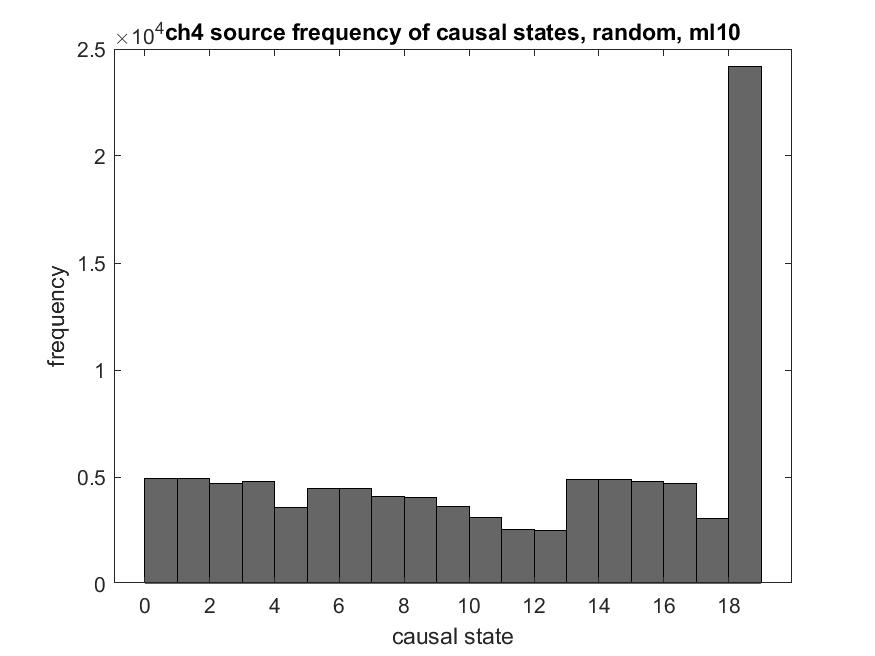 ×10⁴ ch4 source frequency of causal states, random, ml10
2.5
2
1.5
1
0.5
0
frequency
0 2 4 6 8 10 12 14 16 18
causal state